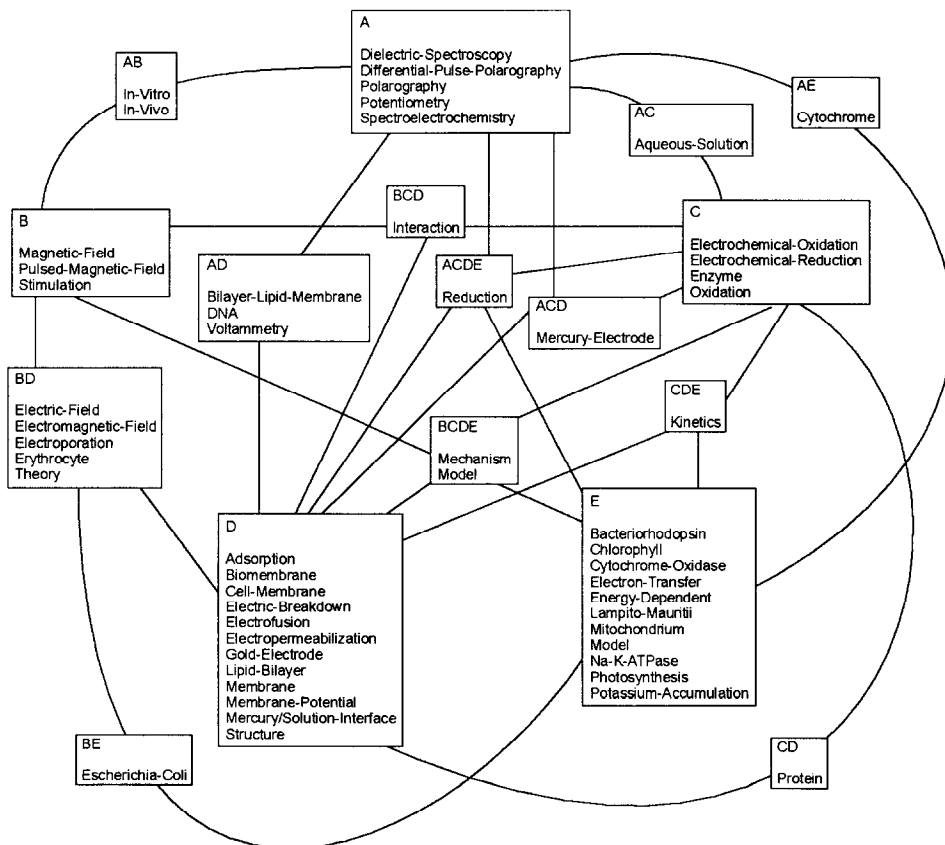 A
Dielectric-Spectroscopy
Differential-Pulse-Polarography
Polarography
Potentiometry
Spectroelectrochemistry
AB
In-Vitro
In-Vivo
AE
Cytochrome
AC
Aqueous-Solution
BCD
Interaction
B
Magnetic-Field
Pulsed-Magnetic-Field
Stimulation
C
Electrochemical-Oxidation
Electrochemical-Reduction
Enzyme
Oxidation
AD
Bilayer-Lipid-Membrane
DNA
Voltammetry
ACDE
Reduction
ACD
Mercury-Electrode
BD
Electric-Field
Electromagnetic-Field
Electroporation
Erythrocyte
Theory
CDE
Kinetics
BCDE
Mechanism
Model
D
Adsorption
Biomembrane
Cell-Membrane
Electric-Breakdown
Electrofusion
Electropermeabilization
Gold-Electrode
Lipid-Bilayer
Membrane
Membrane-Potential
Mercury/Solution-Interface
Structure
E
Bacteriorhodopsin
Chlorophyll
Cytochrome-Oxidase
Electron-Transfer
Energy-Dependent
Lampito-Mauritii
Mitochondrium
Model
Na-K-ATPase
Photosynthesis
Potassium-Accumulation
BE
Escherichia-Coli
CD
Protein